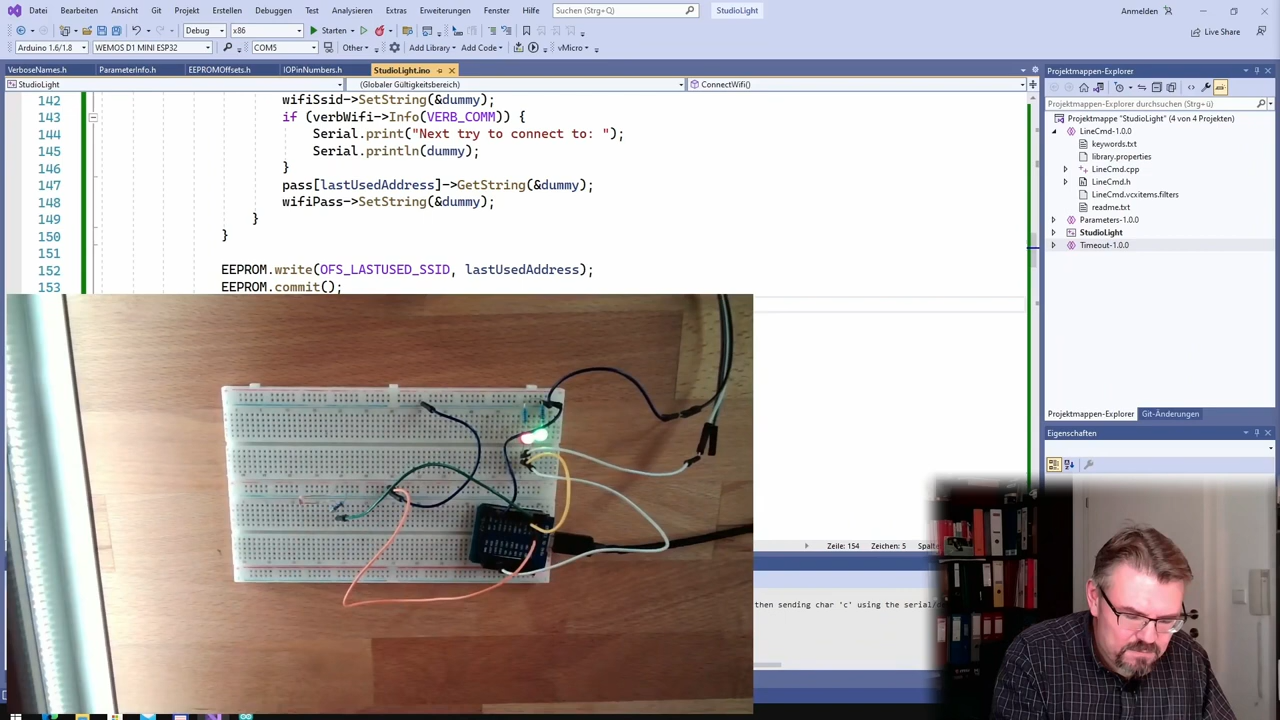 Datei Bearbeiten Ansicht Git Projekt Erstellen Debuggen Test Analysieren Extras Erweiterungen Fenster Hilfe Suchen (Strg+Q) StudioLight Anmelden
Debug x86 Starten Live Share
Arduino 1.6/1.8 WEMOS D1 MINI ESP32 COM5 Other Add Library Add Code vMicro
VerboseNames.h ParameterInfo.h EEPROMOffsets.h IOPinNumbers.h StudioLight.ino
StudioLight (Globaler Gültigkeitsbereich) ConnectWifi()
142 wifiSsid->SetString(&dummy);
143 if (verbWifi->Info(VERB_COMM)) {
144 Serial.print("Next try to connect to: ");
145 Serial.println(dummy);
146 }
147 pass[lastUsedAddress]->GetString(&dummy);
148 wifiPass->SetString(&dummy);
149 }
150 }
151
152 EEPROM.write(OFS_LASTUSED_SSID, lastUsedAddress);
153 EEPROM.commit();
Zeile: 154 Zeichen: 5 Spalt
then sending char 'c' using the serial/d
Projektmappen-Explorer
Projektmappen-Explorer durchsuchen (Strg+ü)
Projektmappe "StudioLight" (4 von 4 Projekten)
LineCmd-1.0.0
keywords.txt
library.properties
LineCmd.cpp
LineCmd.h
LineCmd.vcxitems.filters
readme.txt
Parameters-1.0.0
StudioLight
Timeout-1.0.0
Projektmappen-Explorer Git-Änderungen
Eigenschaften